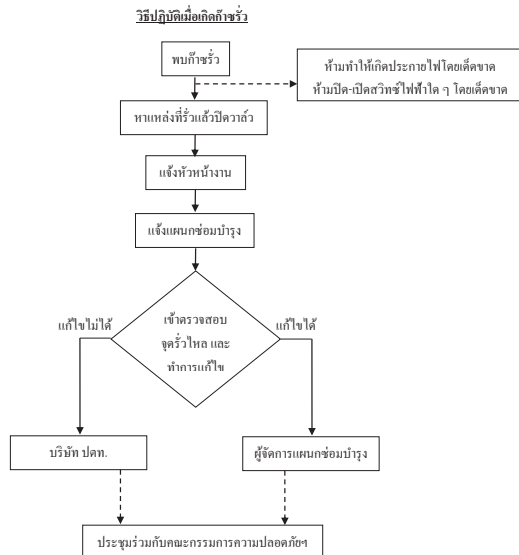 วิธีปฏิบัติเมื่อเกิดก๊าซรั่ว
พบก๊าซรั่ว
ห้ามทำให้เกิดประกายไฟโดยเด็ดขาด
ห้ามปิด-เปิดสวิทซ์ไฟฟ้าใด ๆ โดยเด็ดขาด
หาแหล่งที่รั่วแล้วปิดวาล์ว
แจ้งหัวหน้างาน
แจ้งแผนกซ่อมบำรุง
แก้ไขไม่ได้
เข้าตรวจสอบ
จุดรั่วไหล และ
ทำการแก้ไข
แก้ไขได้
บริษัท ปตท.
ผู้จัดการแผนกซ่อมบำรุง
ประชุมร่วมกับคณะกรรมการความปลอดภัยฯ